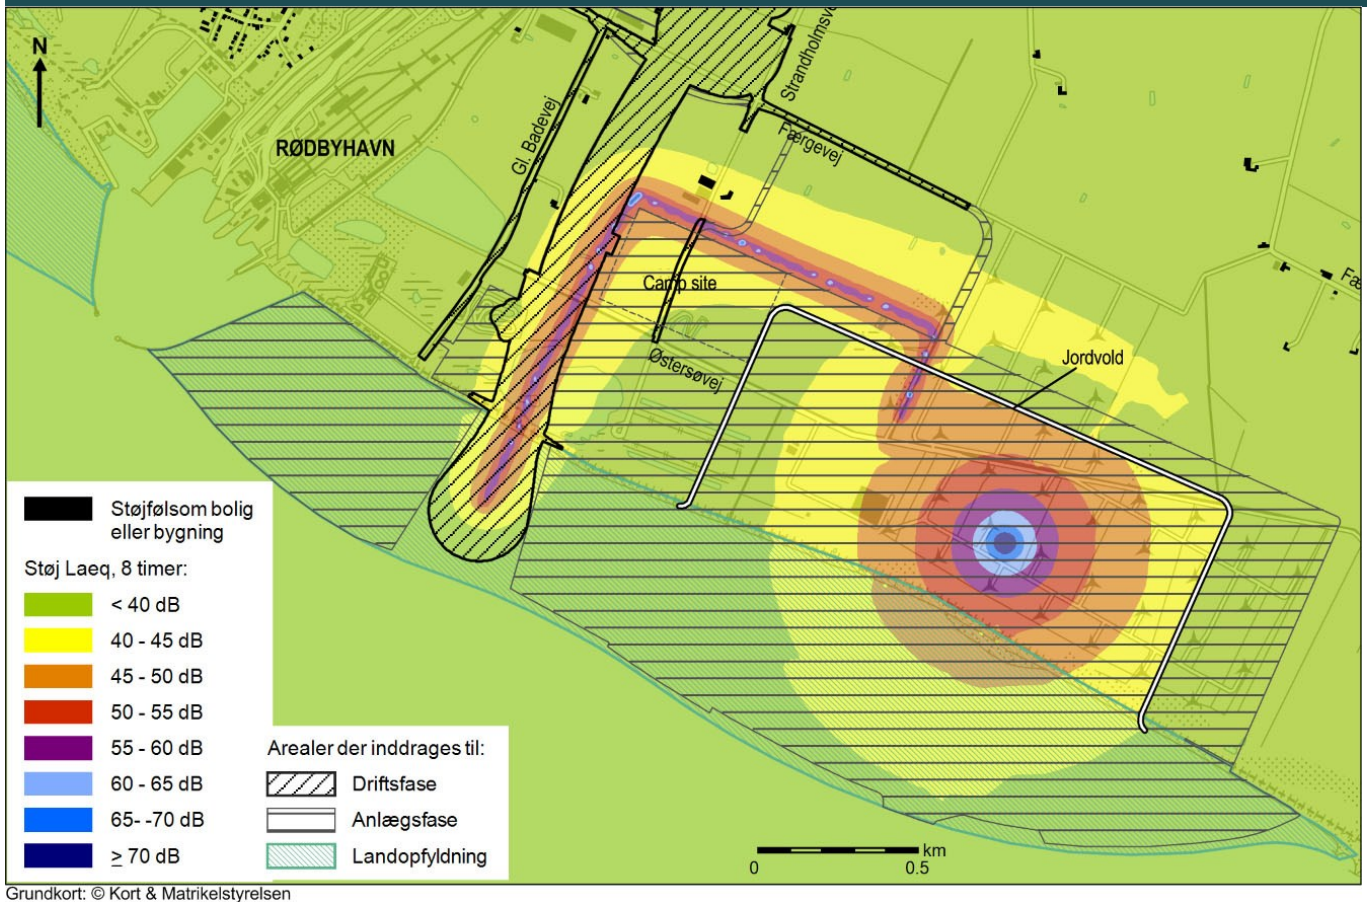 N
RØDBYHAVN
Gl. Badevej
Strandholmsv
Færgevej
Camp site
Østersøvej
Jordvold
Fæ
Støjfølsom bolig
eller bygning
Støj Laeq, 8 timer:
< 40 dB
40 - 45 dB
45 - 50 dB
50 - 55 dB
55 - 60 dB
60 - 65 dB
65- -70 dB
≥ 70 dB
Arealer der inddrages til:
Driftsfase
Anlægsfase
Landopfyldning
0 0.5 km
Grundkort: © Kort & Matrikelstyrelsen